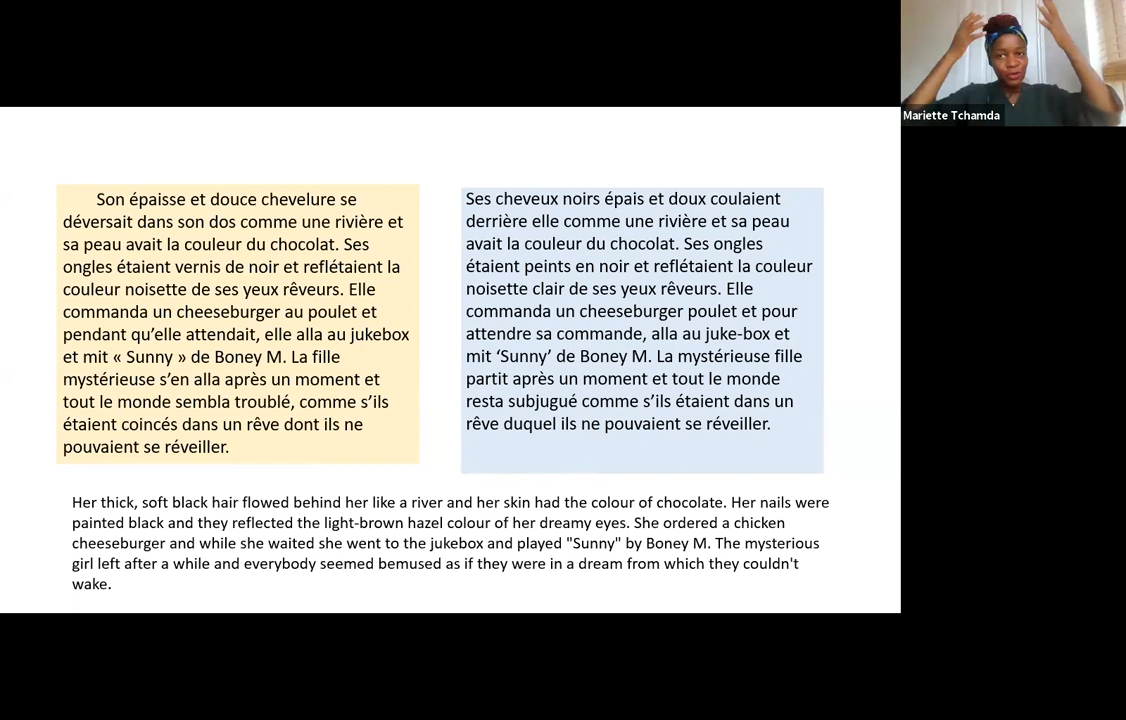 Mariette Tchamda
Son épaisse et douce chevelure se
déversait dans son dos comme une rivière et
sa peau avait la couleur du chocolat. Ses
ongles étaient vernis de noir et reflétaient la
couleur noisette de ses yeux rêveurs. Elle
commanda un cheeseburger au poulet et
pendant qu’elle attendait, elle alla au jukebox
et mit « Sunny » de Boney M. La fille
mystérieuse s’en alla après un moment et
tout le monde sembla troublé, comme s’ils
étaient coincés dans un rêve dont ils ne
pouvaient se réveiller.
Ses cheveux noirs épais et doux coulaient
derrière elle comme une rivière et sa peau
avait la couleur du chocolat. Ses ongles
étaient peints en noir et reflétaient la couleur
noisette clair de ses yeux rêveurs. Elle
commanda un cheeseburger poulet et pour
attendre sa commande, alla au juke-box et
mit ‘Sunny’ de Boney M. La mystérieuse fille
partit après un moment et tout le monde
resta subjugué comme s’ils étaient dans un
rêve duquel ils ne pouvaient se réveiller.
Her thick, soft black hair flowed behind her like a river and her skin had the colour of chocolate. Her nails were
painted black and they reflected the light-brown hazel colour of her dreamy eyes. She ordered a chicken
cheeseburger and while she waited she went to the jukebox and played "Sunny" by Boney M. The mysterious
girl left after a while and everybody seemed bemused as if they were in a dream from which they couldn't
wake.